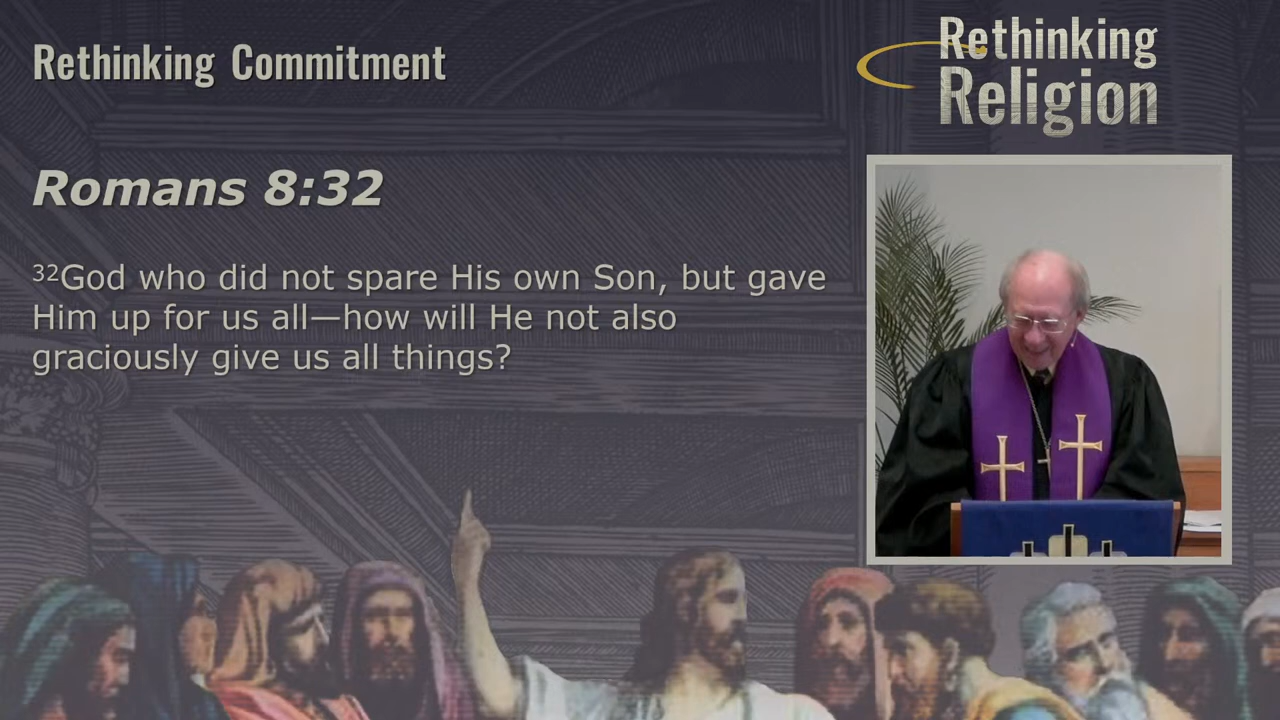 Rethinking Commitment
Rethinking
Religion
Romans 8:32
32God who did not spare His own Son, but gave
Him up for us all—how will He not also
graciously give us all things?